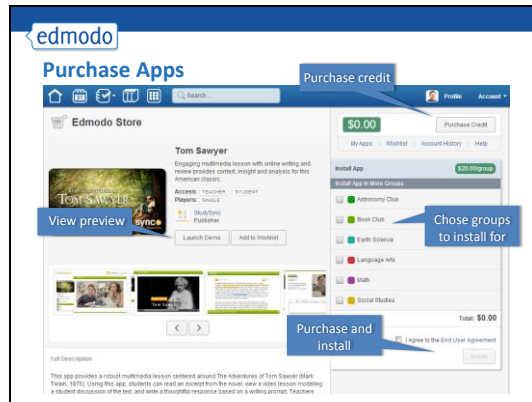 edmodo
Purchase Apps
Purchase credit
Search...
Profile Account
Edmodo Store
$0.00 Purchase Credit
My Apps Wishlist Account History Help
Tom Sawyer
Engaging multimedia lesson with online writing and
review provides context, insight and analysis for this
American classic.
Access: TEACHER STUDENT
Players: SINGLE
StudySync
Publisher
Launch Demo Add to Wishlist
TOM SAWYER
sync
View preview
Install App $20.00/group
Install App in More Groups
Astronomy Club
Book Club
Earth Science
Language Arts
Math
Social Studies
Chose groups
to install for
Total: $0.00
Purchase and
install
I Agree to the End User Agreement
Install
Full Description
This app provides a robust multimedia lesson centered around The Adventures of Tom Sawyer (Mark
Twain, 1876). Using this app, students can read an excerpt from the novel, view a video lesson modeling
a student discussion of the text, and write a thoughtful response based on a writing prompt. Teachers